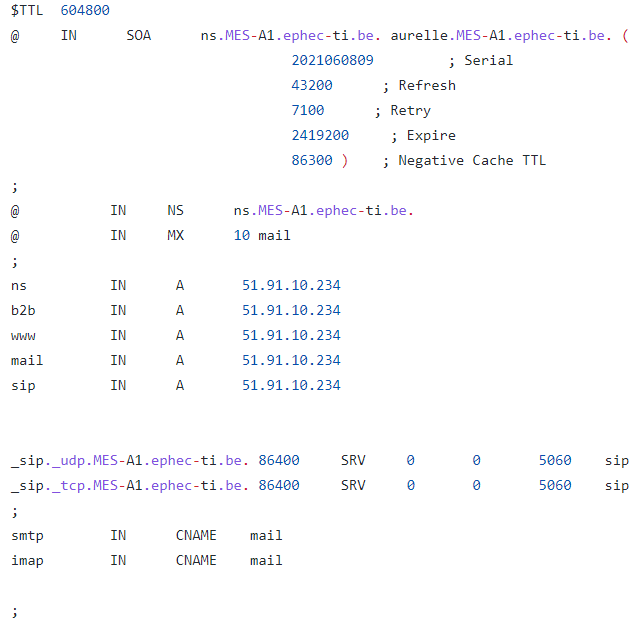 $TTL 604800
@ IN SOA ns.MES-A1.ephec-ti.be. aurelle.MES-A1.ephec-ti.be. (
2021060809 ; Serial
43200 ; Refresh
7100 ; Retry
2419200 ; Expire
86300 ) ; Negative Cache TTL
;
@ IN NS ns.MES-A1.ephec-ti.be.
@ IN MX 10 mail
;
ns IN A 51.91.10.234
b2b IN A 51.91.10.234
www IN A 51.91.10.234
mail IN A 51.91.10.234
sip IN A 51.91.10.234
_sip._udp.MES-A1.ephec-ti.be. 86400 SRV 0 0 5060 sip
_sip._tcp.MES-A1.ephec-ti.be. 86400 SRV 0 0 5060 sip
;
smtp IN CNAME mail
imap IN CNAME mail
;